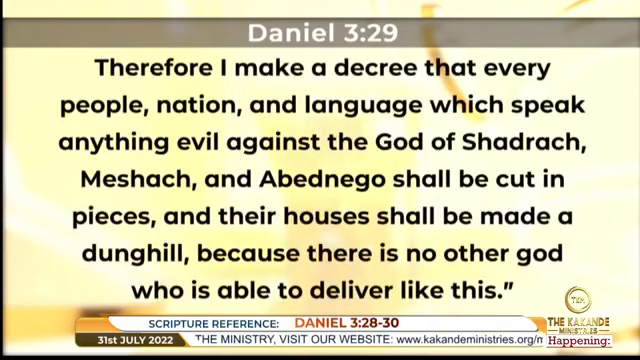 Daniel 3:29
Therefore I make a decree that every
people, nation, and language which speak
anything evil against the God of Shadrach,
Meshach, and Abednego shall be cut in
pieces, and their houses shall be made a
dunghill, because there is no other god
who is able to deliver like this.”
TKM
SCRIPTURE REFERENCE: DANIEL 3:28-30
THE KAKANDE
MINISTRIES
31st JULY 2022 THE MINISTRY, VISIT OUR WEBSITE: www.kakandeministries.org/m
Happening: